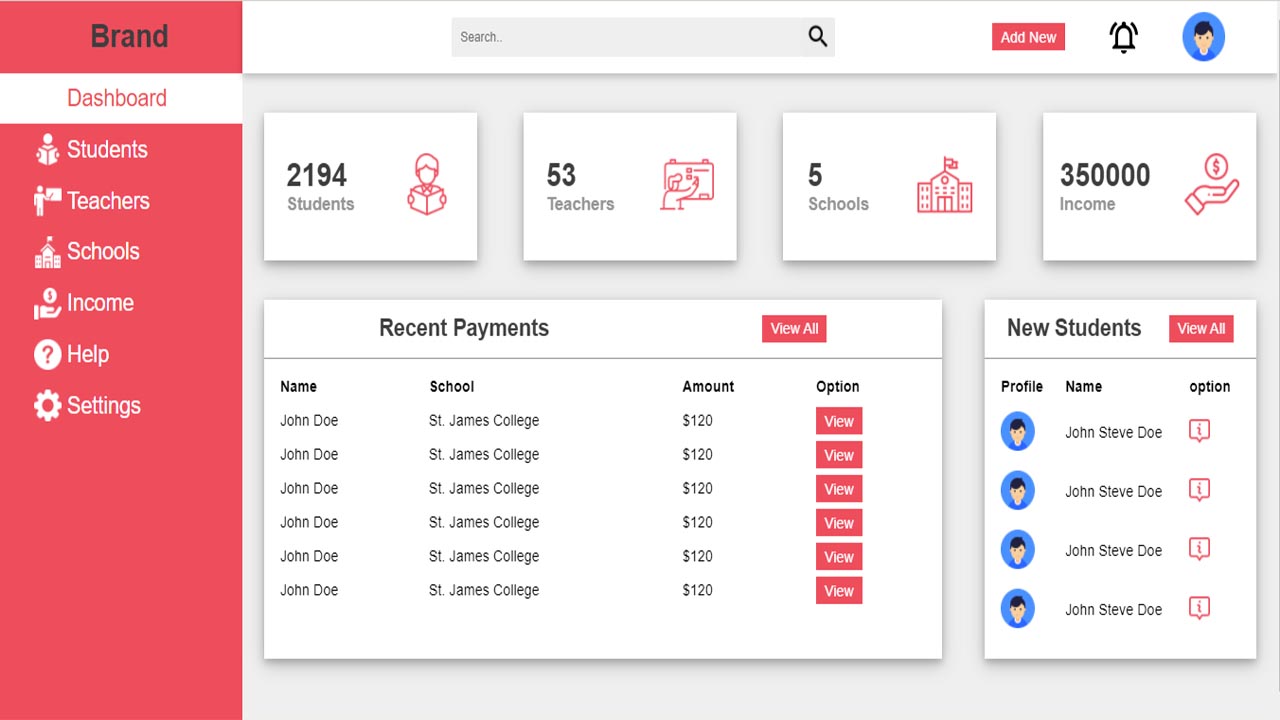 Brand
Search..
Add New
Dashboard
Students
Teachers
Schools
Income
Help
Settings
2194
Students
53
Teachers
5
Schools
350000
Income
Recent Payments
View All
Name School Amount Option
John Doe St. James College $120 View
John Doe St. James College $120 View
John Doe St. James College $120 View
John Doe St. James College $120 View
John Doe St. James College $120 View
John Doe St. James College $120 View
New Students
View All
Profile Name option
John Steve Doe
John Steve Doe
John Steve Doe
John Steve Doe